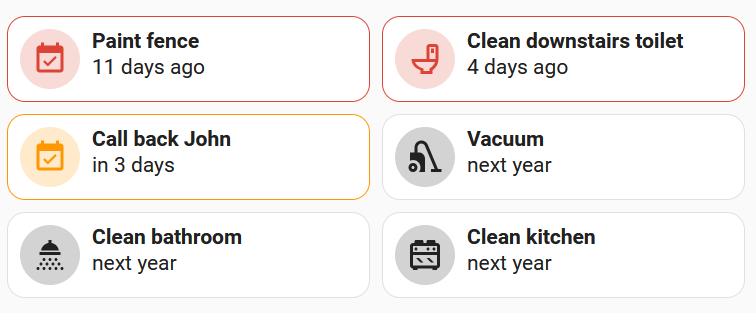 Paint fence
11 days ago
Clean downstairs toilet
4 days ago
Call back John
in 3 days
Vacuum
next year
Clean bathroom
next year
Clean kitchen
next year